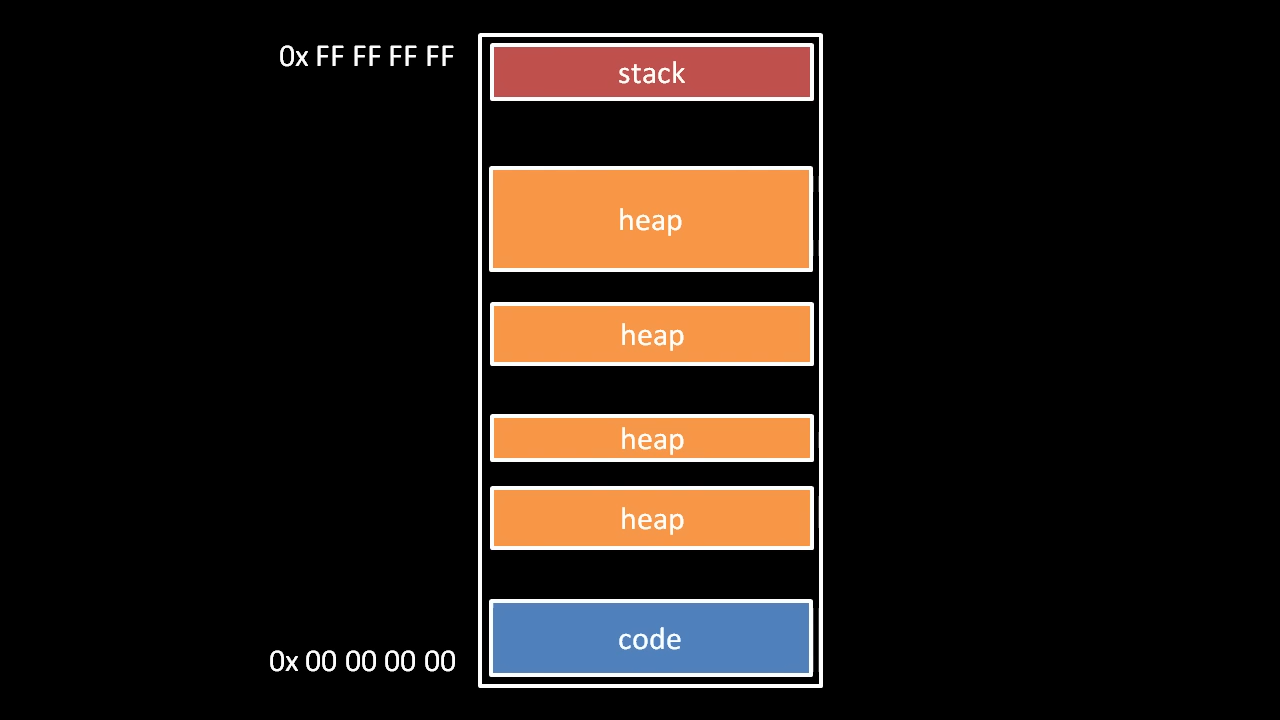 0x FF FF FF FF
stack
heap
heap
heap
heap
code
0x 00 00 00 00